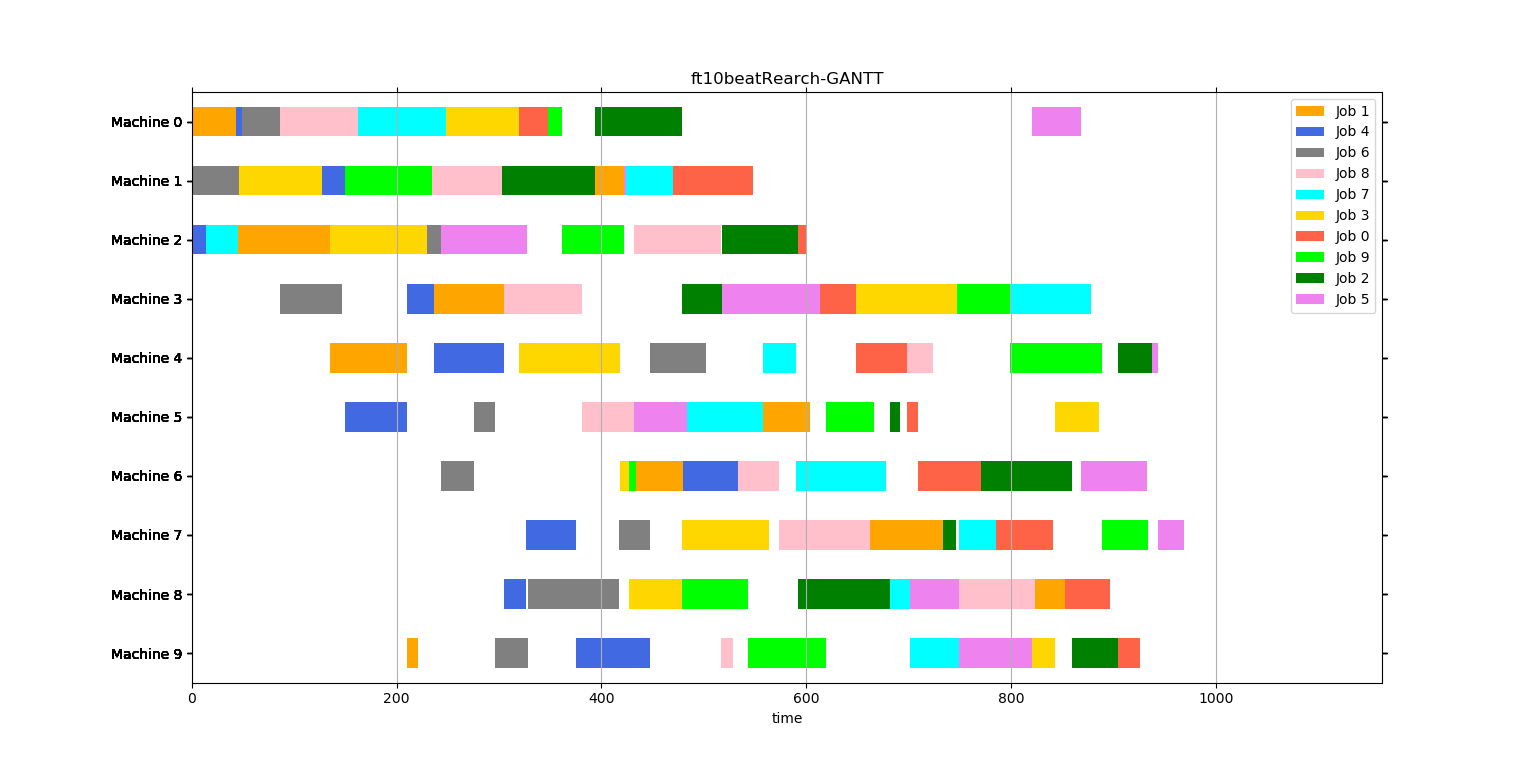 ft10beatRearch-GANTT
Machine 0
Machine 1
Machine 2
Machine 3
Machine 4
Machine 5
Machine 6
Machine 7
Machine 8
Machine 9
Job 1
Job 4
Job 6
Job 8
Job 7
Job 3
Job 0
Job 9
Job 2
Job 5
0 200 400 600 800 1000
time